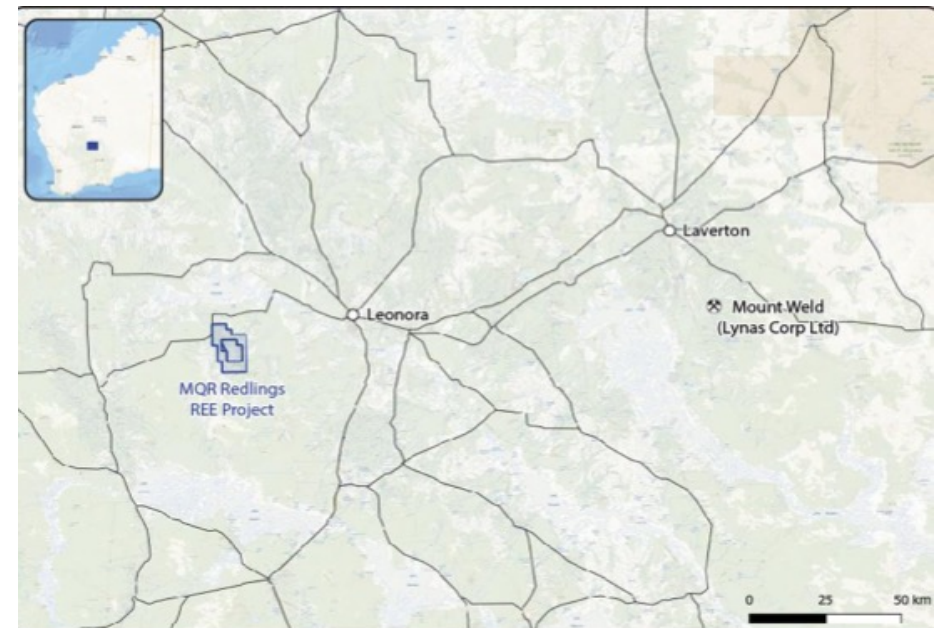 Laverton
Mount Weld
(Lynas Corp Ltd)
Leonora
MQR Redlings
REE Project
0 25 50 km